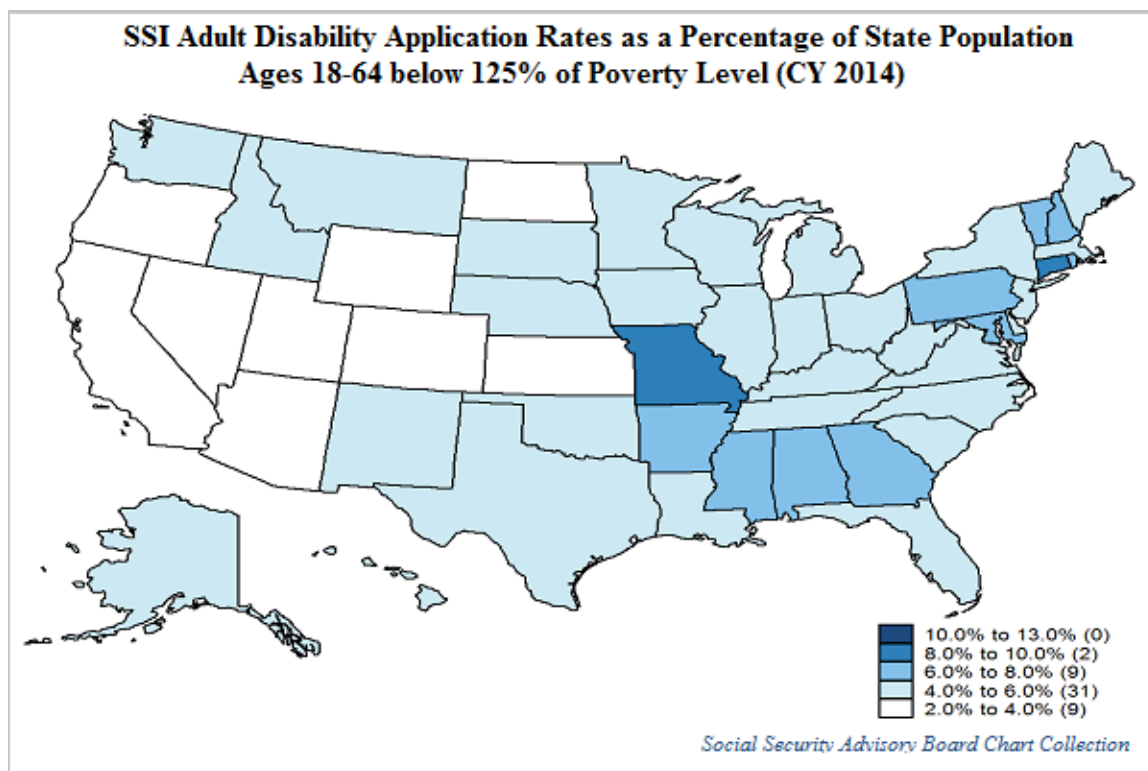 SSI Adult Disability Application Rates as a Percentage of State Population
Ages 18-64 below 125% of Poverty Level (CY 2014)
10.0% to 13.0% (0)
8.0% to 10.0% (2)
6.0% to 8.0% (9)
4.0% to 6.0% (31)
2.0% to 4.0% (9)
Social Security Advisory Board Chart Collection